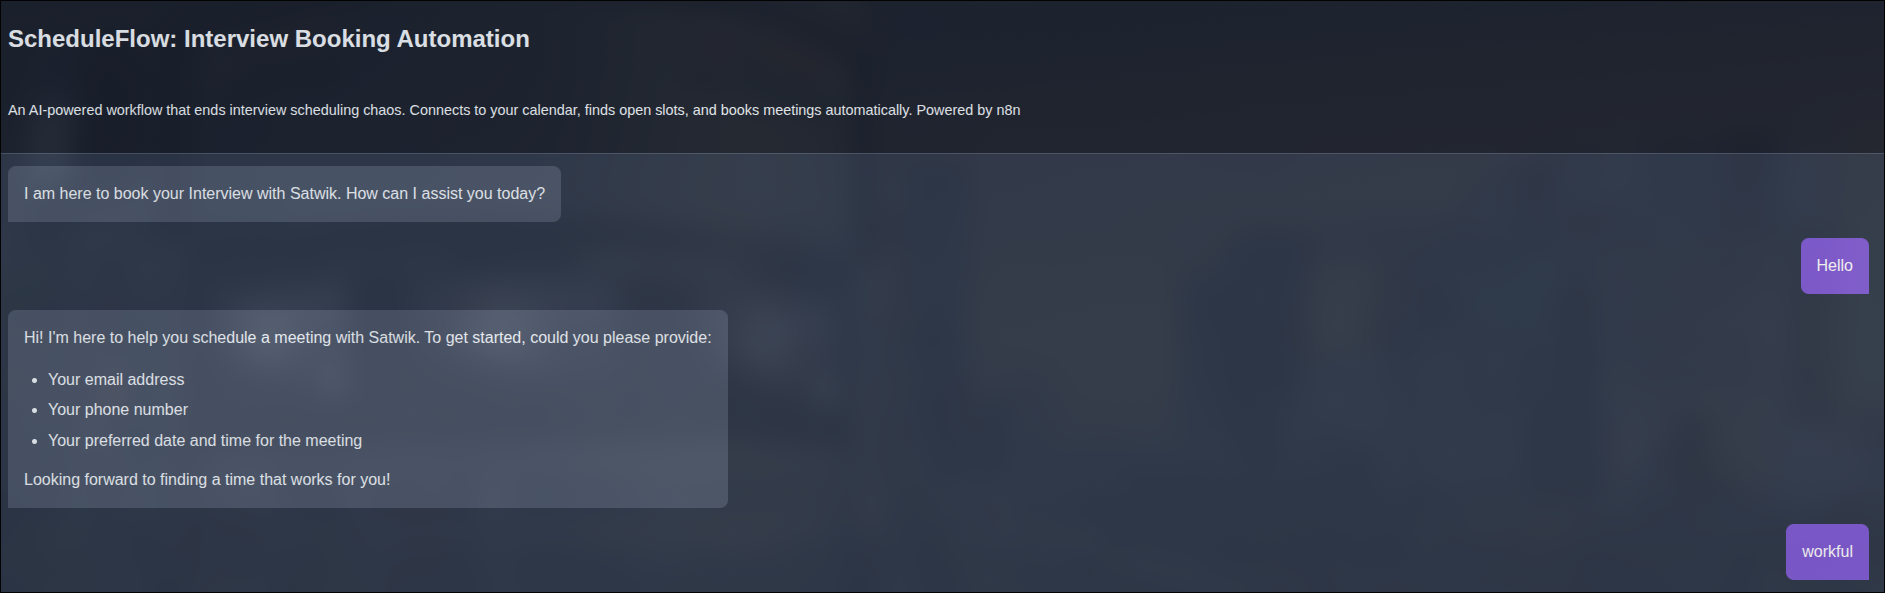 ScheduleFlow: Interview Booking Automation
An AI-powered workflow that ends interview scheduling chaos. Connects to your calendar, finds open slots, and books meetings automatically. Powered by n8n
I am here to book your Interview with Satwik. How can I assist you today?
Hello
Hi! I'm here to help you schedule a meeting with Satwik. To get started, could you please provide:
• Your email address
• Your phone number
• Your preferred date and time for the meeting
Looking forward to finding a time that works for you!
workful